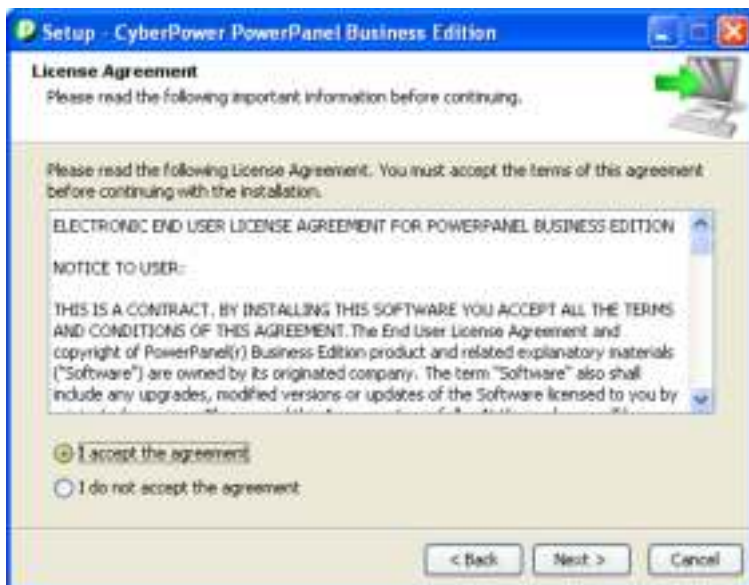 Setup - CyberPower PowerPanel Business Edition
License Agreement
Please read the following important information before continuing.
Please read the following License Agreement. You must accept the terms of this agreement
before continuing with the installation.
ELECTRONIC END USER LICENSE AGREEMENT FOR POWERPANEL BUSINESS EDITION
NOTICE TO USER:
THIS IS A CONTRACT. BY INSTALLING THIS SOFTWARE YOU ACCEPT ALL THE TERMS
AND CONDITIONS OF THIS AGREEMENT. The End User License Agreement and
copyright of PowerPanel(r) Business Edition product and related explanatory materials
("Software") are owned by its originated company. The term "Software" also shall
include any upgrades, modified versions or updates of the Software licensed to you by
I accept the agreement
I do not accept the agreement
< Back
Next >
Cancel